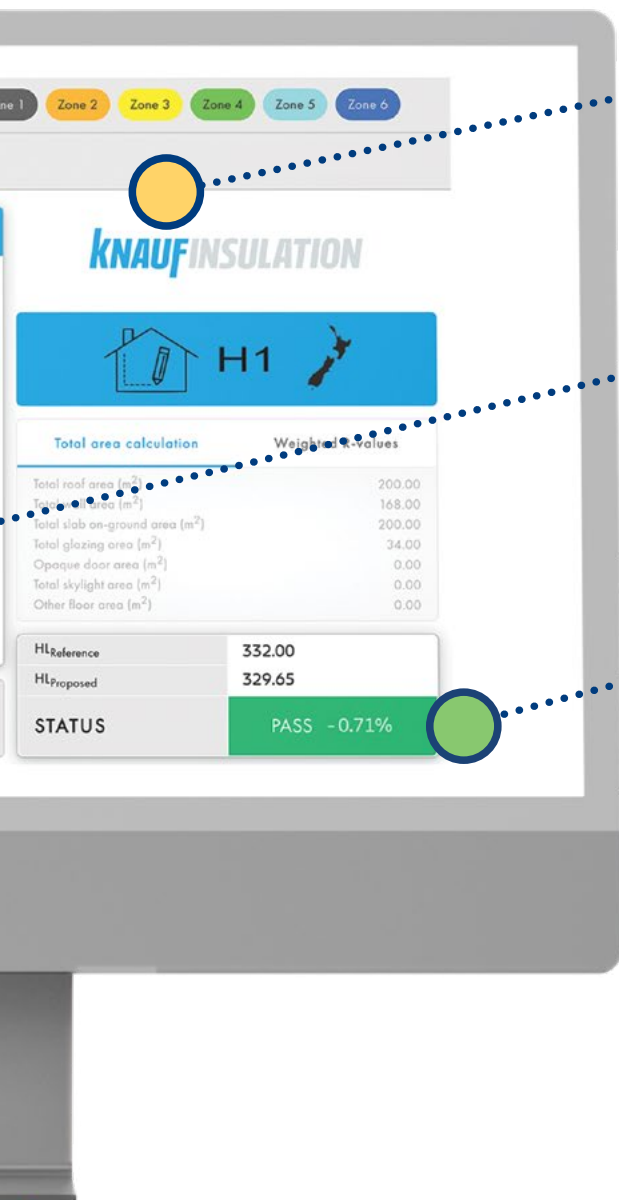 ne 1 Zone 2 Zone 3 Zone 4 Zone 5 Zone 6
KNAUFINSULATION
H1
Total area calculation Weighted R-values
Total roof area (m²) 200.00
Total wall area (m²) 168.00
Total slab on-ground area (m²) 200.00
Total glazing area (m²) 34.00
Opaque door area (m²) 0.00
Total skylight area (m²) 0.00
Other floor area (m²) 0.00
HLReference 332.00
HLProposed 329.65
STATUS PASS -0.71%